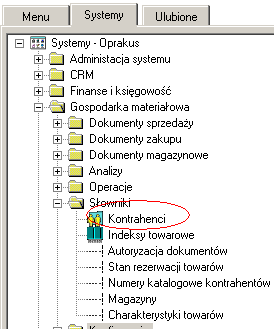 Menu
Systemy
Ulubione
Systemy - Oprakus
Administacja systemu
CRM
Finanse i księgowość
Gospodarka materiałowa
Dokumenty sprzedaży
Dokumenty zakupu
Dokumenty magazynowe
Analizy
Operacje
Słowniki
Kontrahenci
Indeksy towarowe
Autoryzacja dokumentów
Stan rezerwacji towarów
Numery katalogowe kontrahentów
Magazyny
Charakterystyki towarów